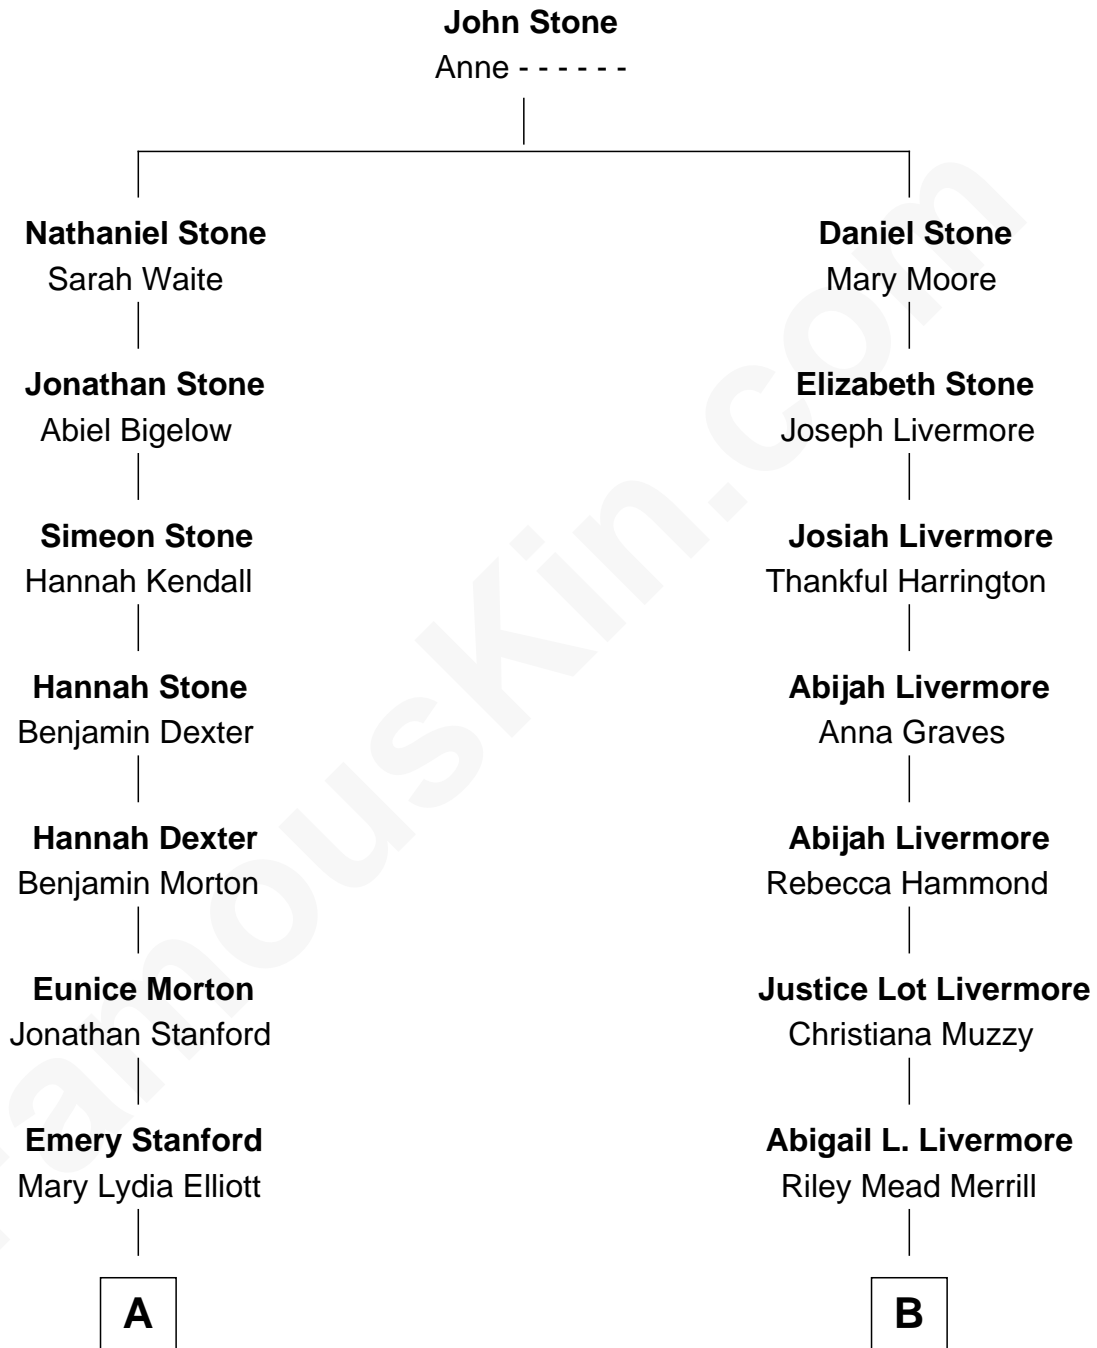 John Stone
Anne - - - - - -
Nathaniel Stone
Sarah Waite
Daniel Stone
Mary Moore
Jonathan Stone
Abiel Bigelow
Elizabeth Stone
Joseph Livermore
Simeon Stone
Hannah Kendall
Josiah Livermore
Thankful Harrington
Hannah Stone
Benjamin Dexter
Abijah Livermore
Anna Graves
Hannah Dexter
Benjamin Morton
Abijah Livermore
Rebecca Hammond
Eunice Morton
Jonathan Stanford
Justice Lot Livermore
Christiana Muzzy
Emery Stanford
Mary Lydia Elliott
Abigail L. Livermore
Riley Mead Merrill
A
B
FamousKin.com